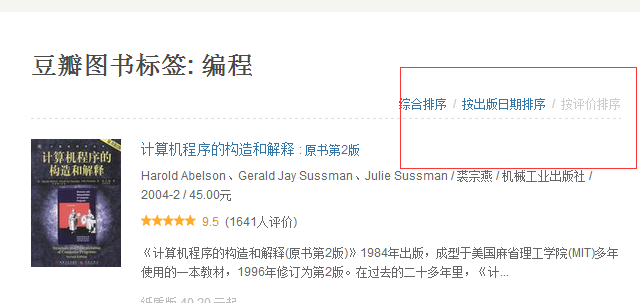 豆瓣图书标签: 编程
综合排序 / 按出版日期排序 / 按评价排序
计算机程序的
构造和解释
计算机程序的构造和解释 : 原书第2版
Harold Abelson、Gerald Jay Sussman、Julie Sussman / 裘宗燕 / 机械工业出版社 /
2004-2 / 45.00元
9.5 (1641人评价)
《计算机程序的构造和解释(原书第2版)》1984年出版，成型于美国麻省理工学院(MIT)多年
使用的一本教材，1996年修订为第2版。在过去的二十多年里，《计...
纸质版 40.20 元起